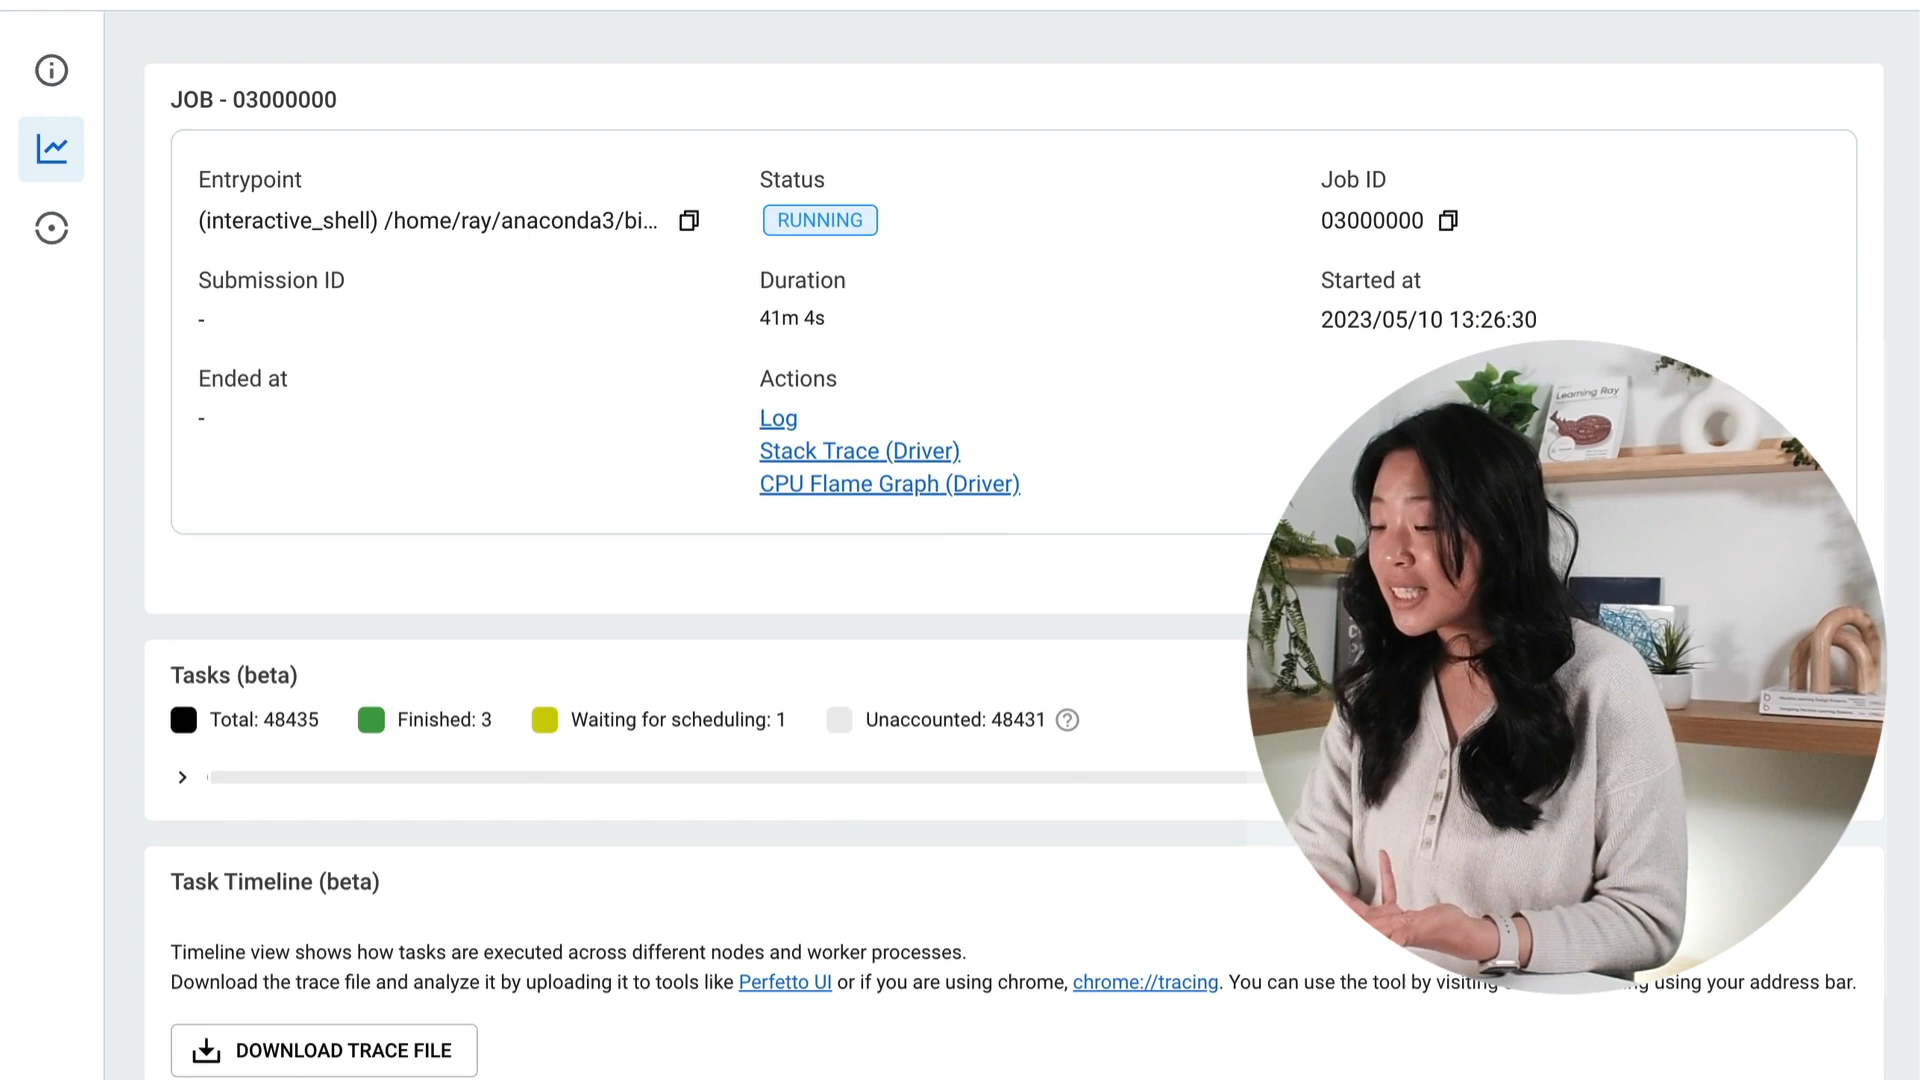 JOB - 03000000
Entrypoint
Status
Job ID
(interactive_shell) /home/ray/anaconda3/bi...
RUNNING
03000000
Submission ID
Duration
Started at
-
41m 4s
2023/05/10 13:26:30
Ended at
Actions
-
Log
Stack Trace (Driver)
CPU Flame Graph (Driver)
Learning Ray
Tasks (beta)
Total: 48435
Finished: 3
Waiting for scheduling: 1
Unaccounted: 48431
Task Timeline (beta)
Timeline view shows how tasks are executed across different nodes and worker processes.
Download the trace file and analyze it by uploading it to tools like Perfetto UI or if you are using chrome, chrome://tracing. You can use the tool by visiting using your address bar.
DOWNLOAD TRACE FILE